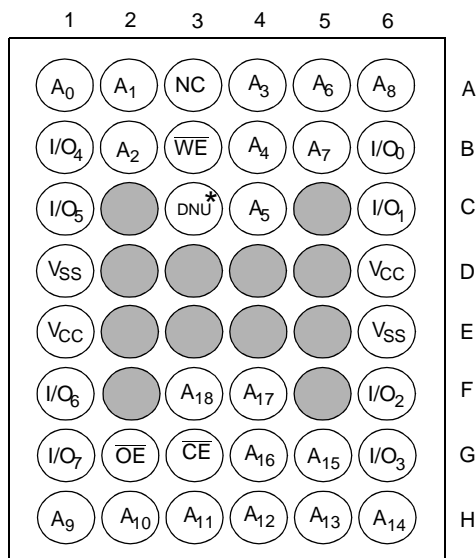 1 2 3 4 5 6
A0 A1 NC A3 A6 A8 A
I/O4 A2 WE A4 A7 I/O0 B
I/O5 DNU* A5 I/O1 C
VSS VCC D
VCC VSS E
I/O6 A18 A17 I/O2 F
I/O7 OE CE A16 A15 I/O3 G
A9 A10 A11 A12 A13 A14 H